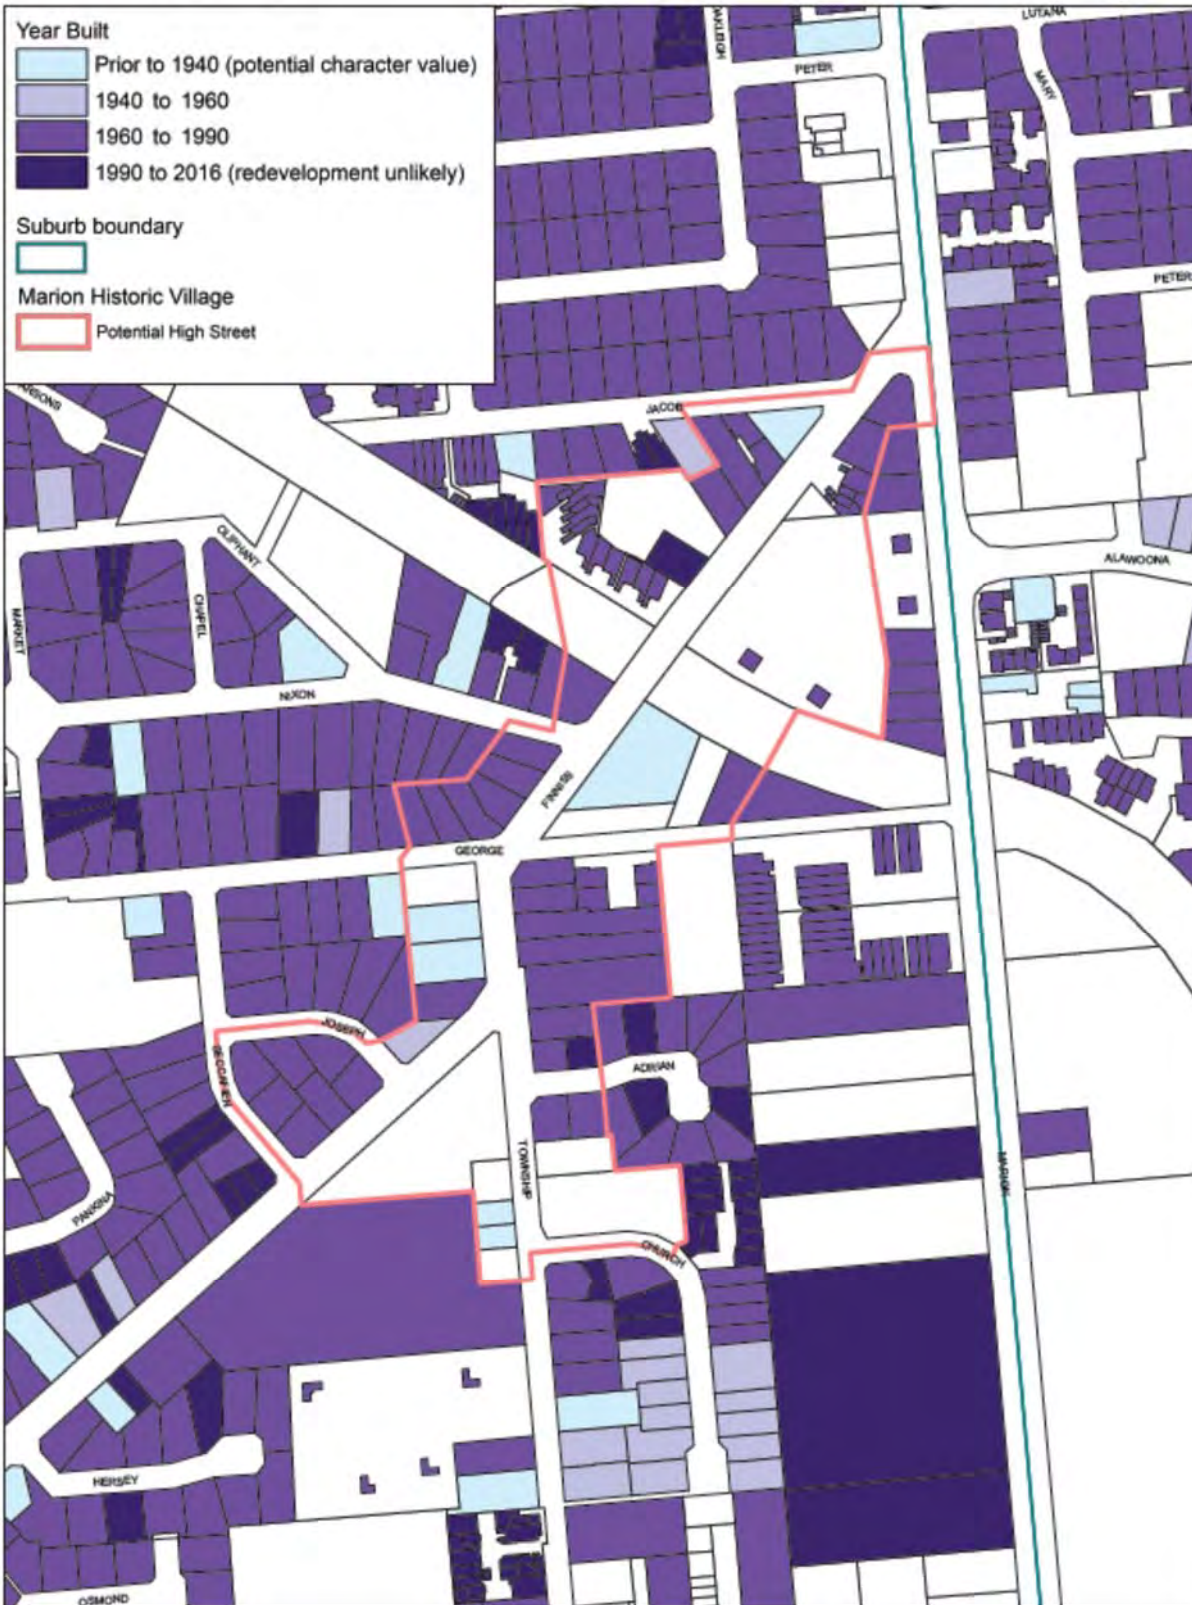 Year Built
Prior to 1940 (potential character value)
1940 to 1960
1960 to 1990
1990 to 2016 (redevelopment unlikely)
Suburb boundary
Marion Historic Village
Potential High Street
OAKLEIGH
LUTANA
PETER
MARY
PETER
JACOB
OLIPHANT
ALAWOONA
MARKET
CHAPEL
NIXON
FINNISS
GEORGE
JOSEPH
ADRIAN
TOWNSHIP
MARION
PANKINA
CHURCH
HERSEY
OSMOND